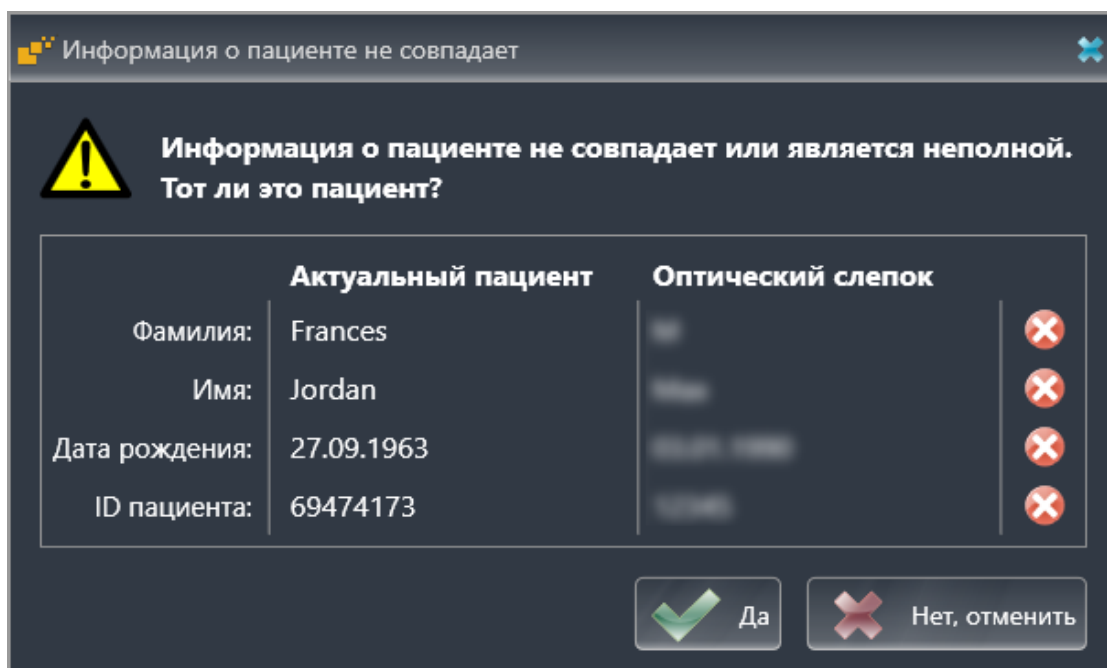 Информация о пациенте не совпадает
Информация о пациенте не совпадает или является неполной.
Тот ли это пациент?
Актуальный пациент Оптический слепок
Фамилия: Frances
Имя: Jordan
Дата рождения: 27.09.1963
ID пациента: 69474173
Да Нет, отменить